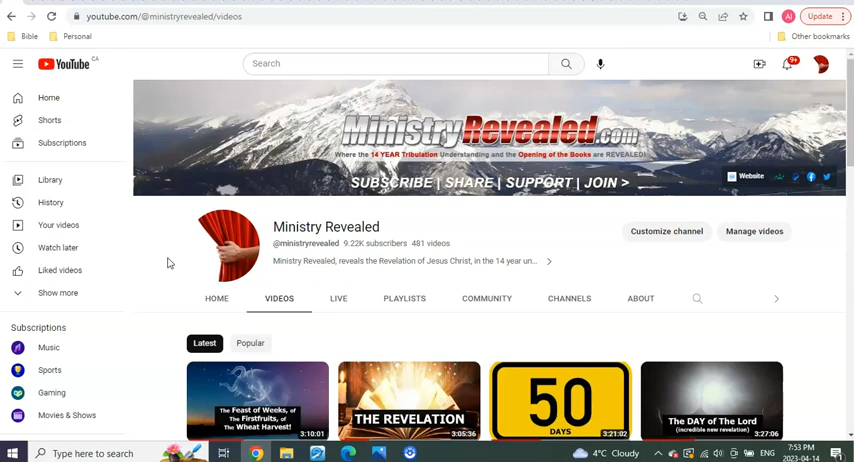 youtube.com/@ministryrevealed/videos
AI
Update
Bible
Personal
Other bookmarks
YouTube CA
Search
9+
Home
Shorts
Subscriptions
Library
History
Your videos
Watch later
Liked videos
Show more
Subscriptions
Music
Sports
Gaming
Movies & Shows
MinistryRevealed.com
Where the 14 YEAR Tribulation Understanding and the Opening of the Books are REVEALED!
SUBSCRIBE | SHARE | SUPPORT | JOIN >
Website
Ministry Revealed
@ministryrevealed 9.22K subscribers 481 videos
Ministry Revealed, reveals the Revelation of Jesus Christ, in the 14 year un...
Customize channel
Manage videos
HOME VIDEOS LIVE PLAYLISTS COMMUNITY CHANNELS ABOUT
Latest Popular
The Feast of Weeks, of
The Firstfruits, of
The Wheat Harvest!
3:10:01
THE REVELATION
3:05:36
50
DAYS
3:21:02
The DAY of The Lord
(incredible new revelation)
3:27:06
Type here to search
4°C Cloudy
7:53 PM
2023-04-14